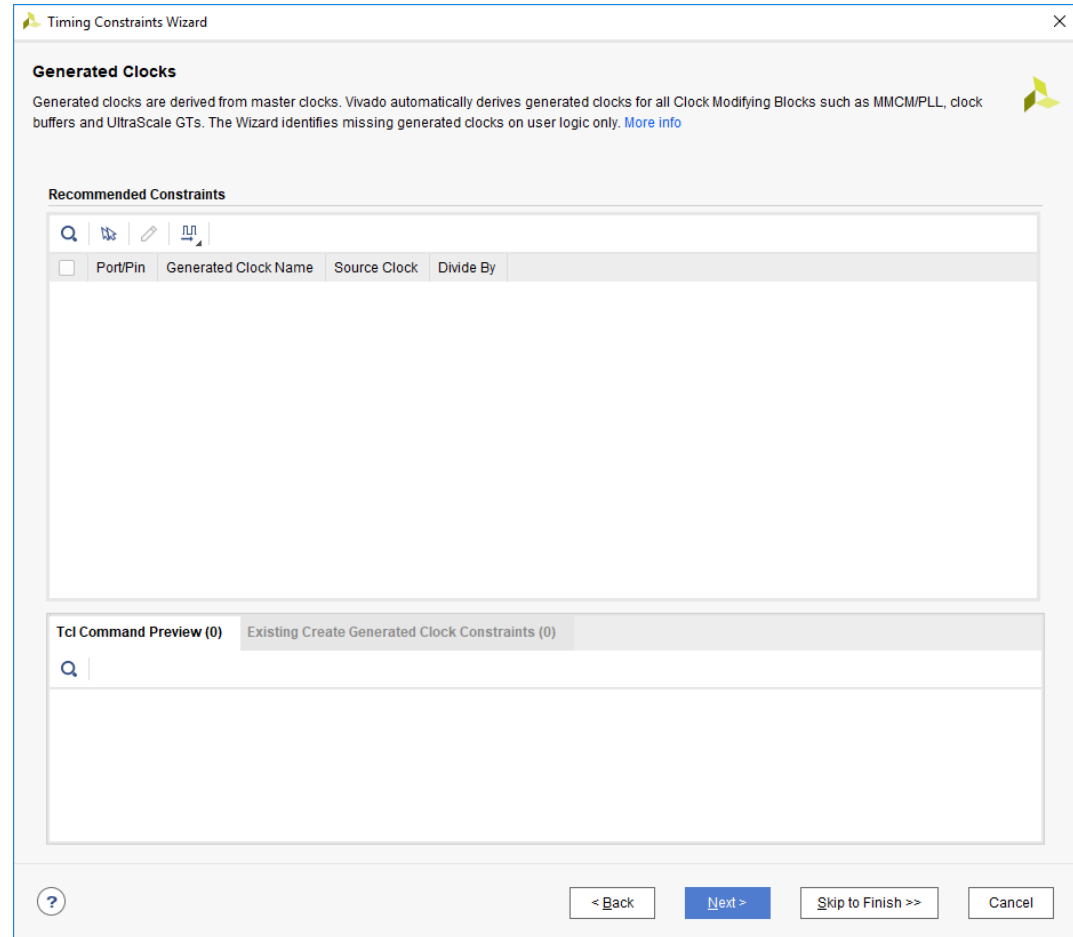 Timing Constraints Wizard
Generated Clocks
Generated clocks are derived from master clocks. Vivado automatically derives generated clocks for all Clock Modifying Blocks such as MMCM/PLL, clock
buffers and UltraScale GTs. The Wizard identifies missing generated clocks on user logic only. More info
Recommended Constraints
Port/Pin Generated Clock Name Source Clock Divide By
Tcl Command Preview (0) Existing Create Generated Clock Constraints (0)
? < Back Next > Skip to Finish >> Cancel